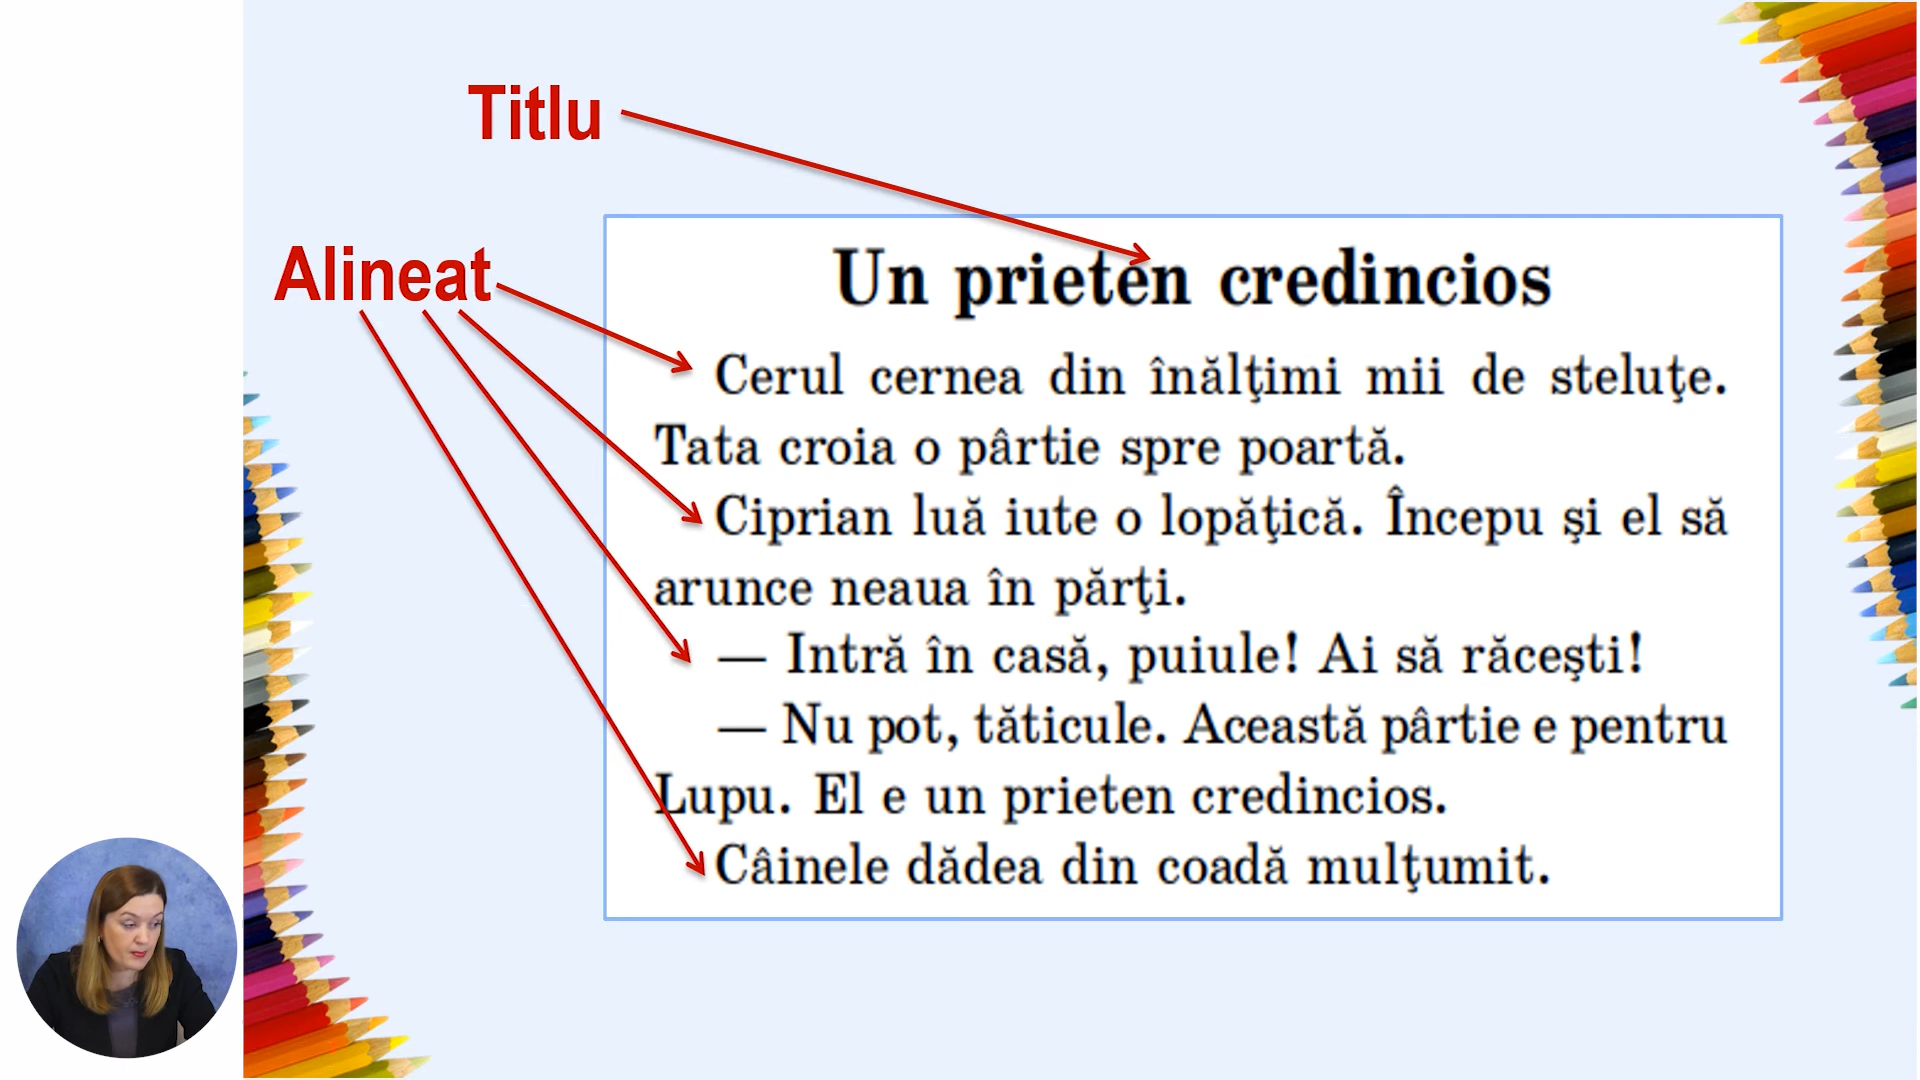 Titlu
Alineat
Un prieten credincios
Cerul cernea din înălţimi mii de steluţe.
Tata croia o pârtie spre poartă.
Ciprian luă iute o lopăţică. Începu şi el să
arunce neaua în părţi.
— Intră în casă, puiule! Ai să răceşti!
— Nu pot, tăticule. Această pârtie e pentru
Lupu. El e un prieten credincios.
Câinele dădea din coadă mulţumit.